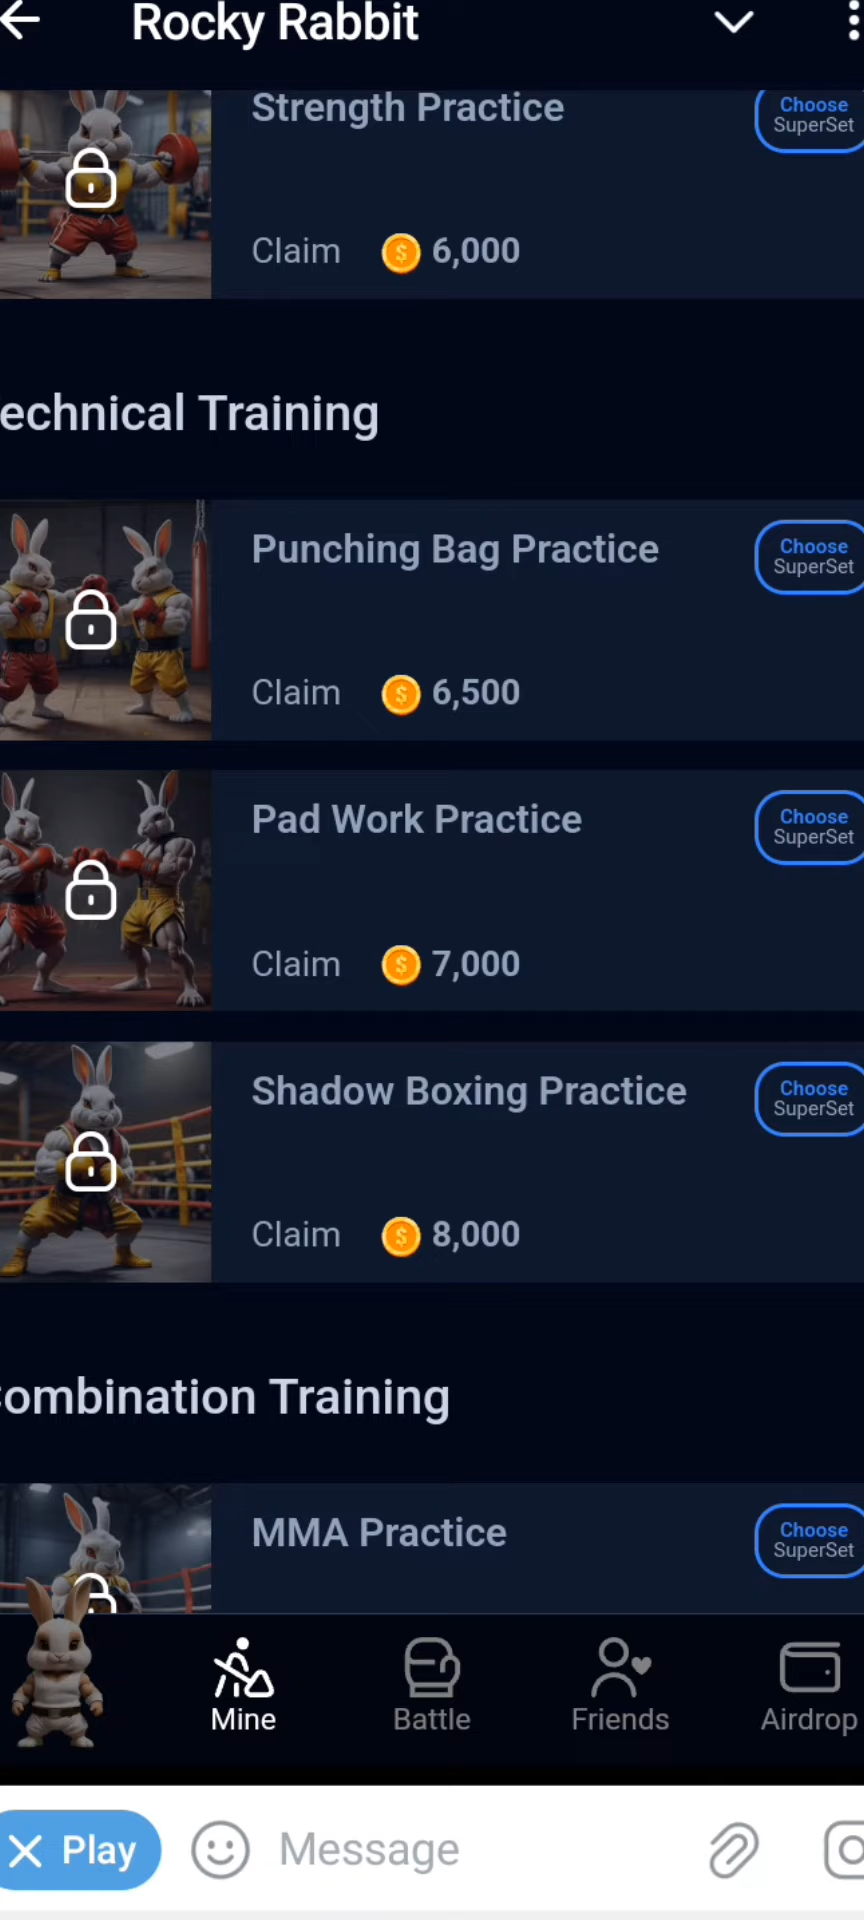 Rocky Rabbit
Strength Practice
Choose
SuperSet
Claim 6,000
echnical Training
Punching Bag Practice
Choose
SuperSet
Claim 6,500
Pad Work Practice
Choose
SuperSet
Claim 7,000
Shadow Boxing Practice
Choose
SuperSet
Claim 8,000
ombination Training
MMA Practice
Choose
SuperSet
Mine Battle Friends Airdrop
Play Message